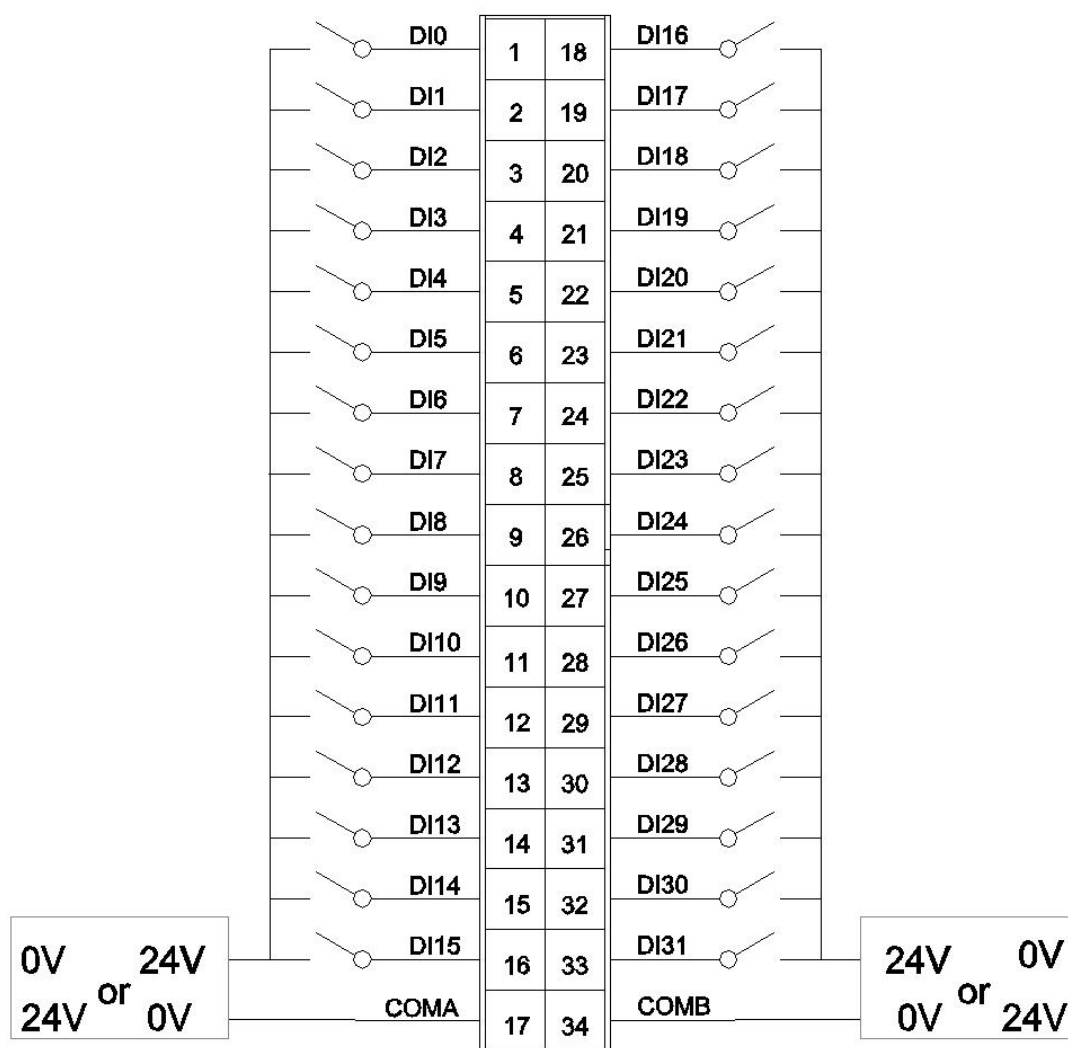 DI0 1 18 DI16
DI1 2 19 DI17
DI2 3 20 DI18
DI3 4 21 DI19
DI4 5 22 DI20
DI5 6 23 DI21
DI6 7 24 DI22
DI7 8 25 DI23
DI8 9 26 DI24
DI9 10 27 DI25
DI10 11 28 DI26
DI11 12 29 DI27
DI12 13 30 DI28
DI13 14 31 DI29
DI14 15 32 DI30
0V 24V DI15 16 33 DI31 24V 0V
or or
24V 0V COMA 17 34 COMB 0V 24V